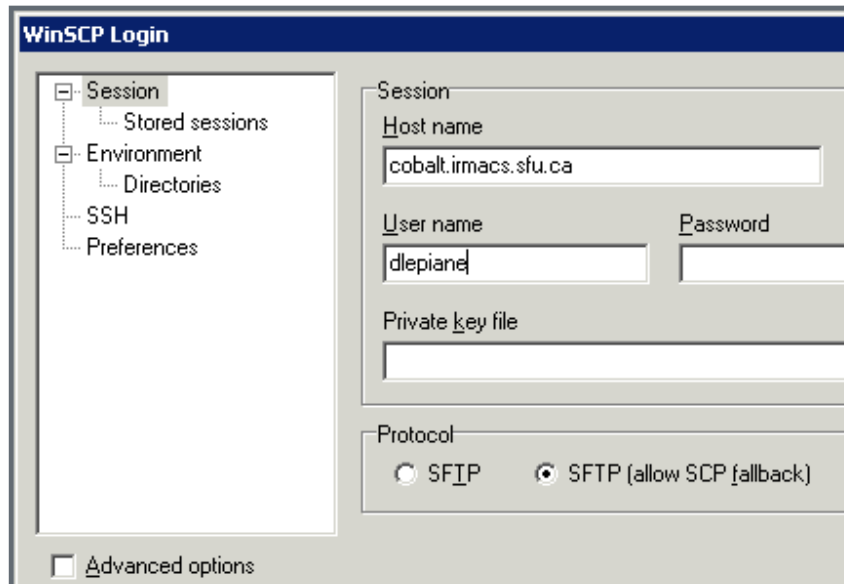 WinSCP Login
Session
Stored sessions
Environment
Directories
SSH
Preferences
Session
Host name
cobalt.irmacs.sfu.ca
User name Password
dlepiane
Private key file
Protocol
SFTP SFTP (allow SCP fallback)
Advanced options